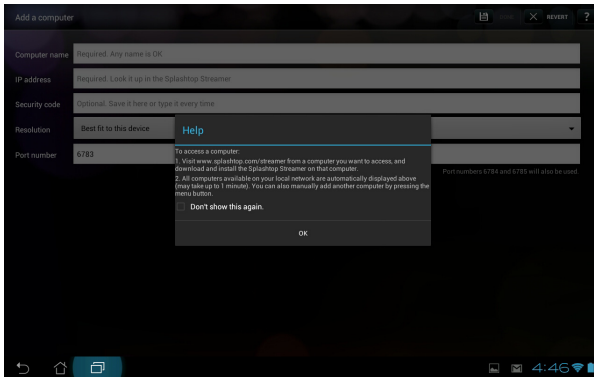 Add a computer
REVERT ?
Computer name Required. Any name is OK
IP address Required. Look it up in the Splashtop Streamer
Security code Optional. Save it here or type it every time
Resolution Best fit to this device
Port number 6783
Port numbers 6784 and 6785 will also be used
Help
To access a computer:
1. Visit www.splashtop.com/streamer from a computer you want to access, and
download and install the Splashtop Streamer on that computer.
2. All computers available on your local network are automatically displayed above
(may take up to 1 minute). You can also manually add another computer by pressing the
menu button.
Don't show this again.
OK
4:46